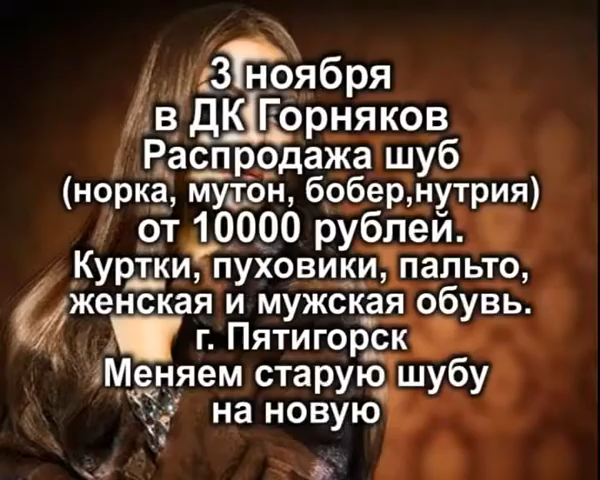 3 ноября
в ДК Горняков
Распродажа шуб
(норка, мутон, бобер,нутрия)
от 10000 рублей.
Куртки, пуховики, пальто,
женская и мужская обувь.
г. Пятигорск
Меняем старую шубу
на новую